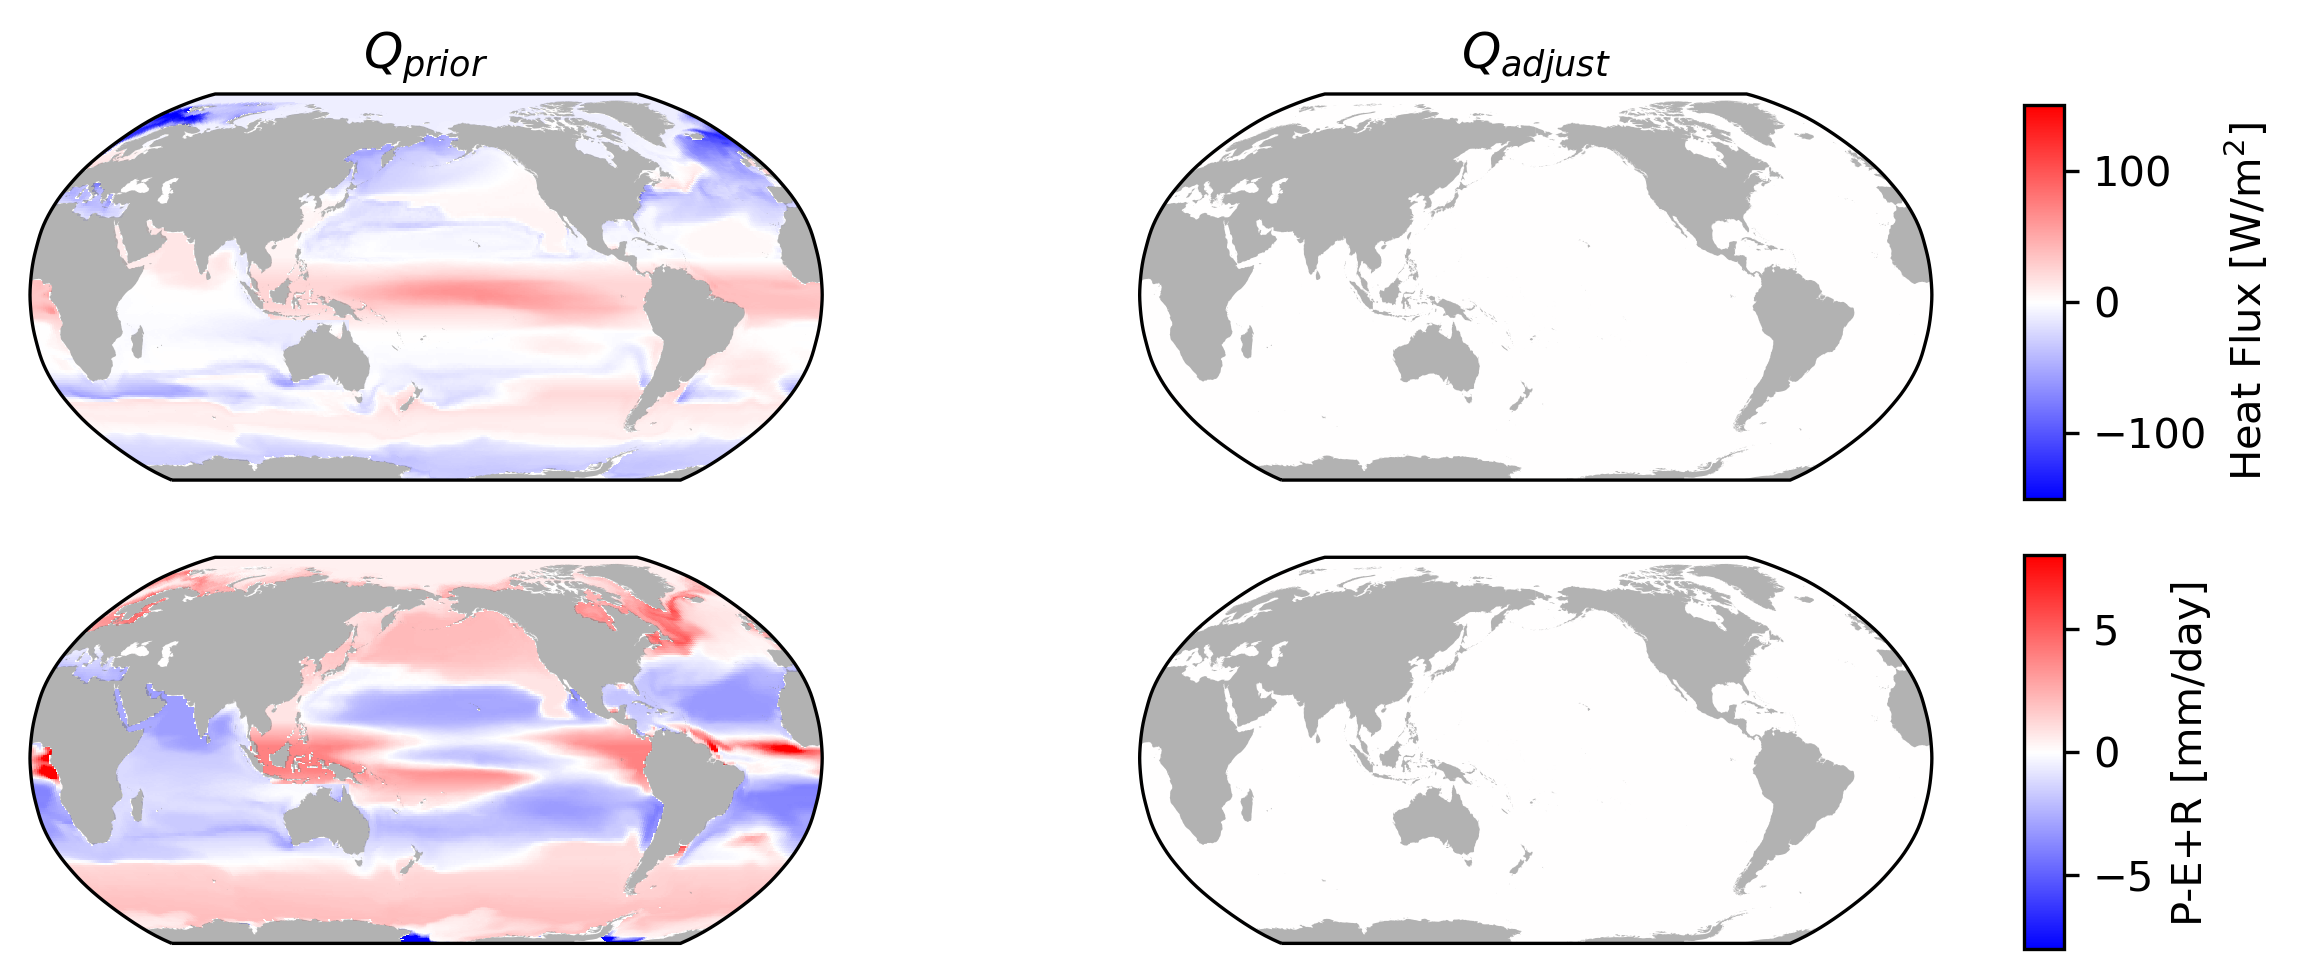 Q_prior
Q_adjust
100
0
−100
Heat Flux [W/m²]
5
0
−5
P-E+R [mm/day]